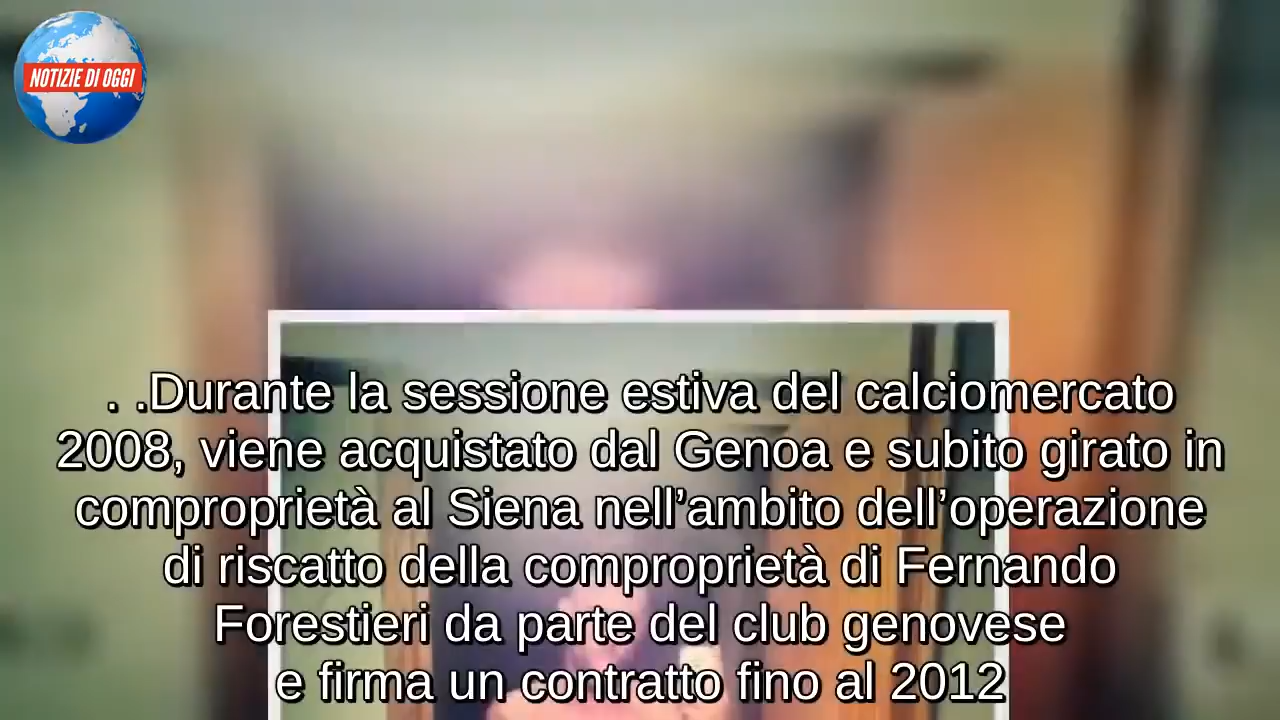 NOTIZIE DI OGGI
. .Durante la sessione estiva del calciomercato
2008, viene acquistato dal Genoa e subito girato in
comproprietà al Siena nell’ambito dell’operazione
di riscatto della comproprietà di Fernando
Forestieri da parte del club genovese
e firma un contratto fino al 2012